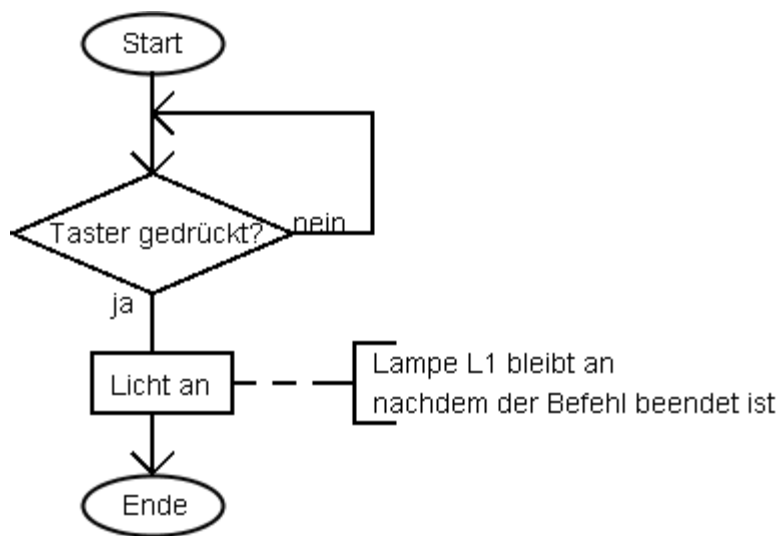 Start
Taster gedrückt?
nein
ja
Licht an
Lampe L1 bleibt an
nachdem der Befehl beendet ist
Ende